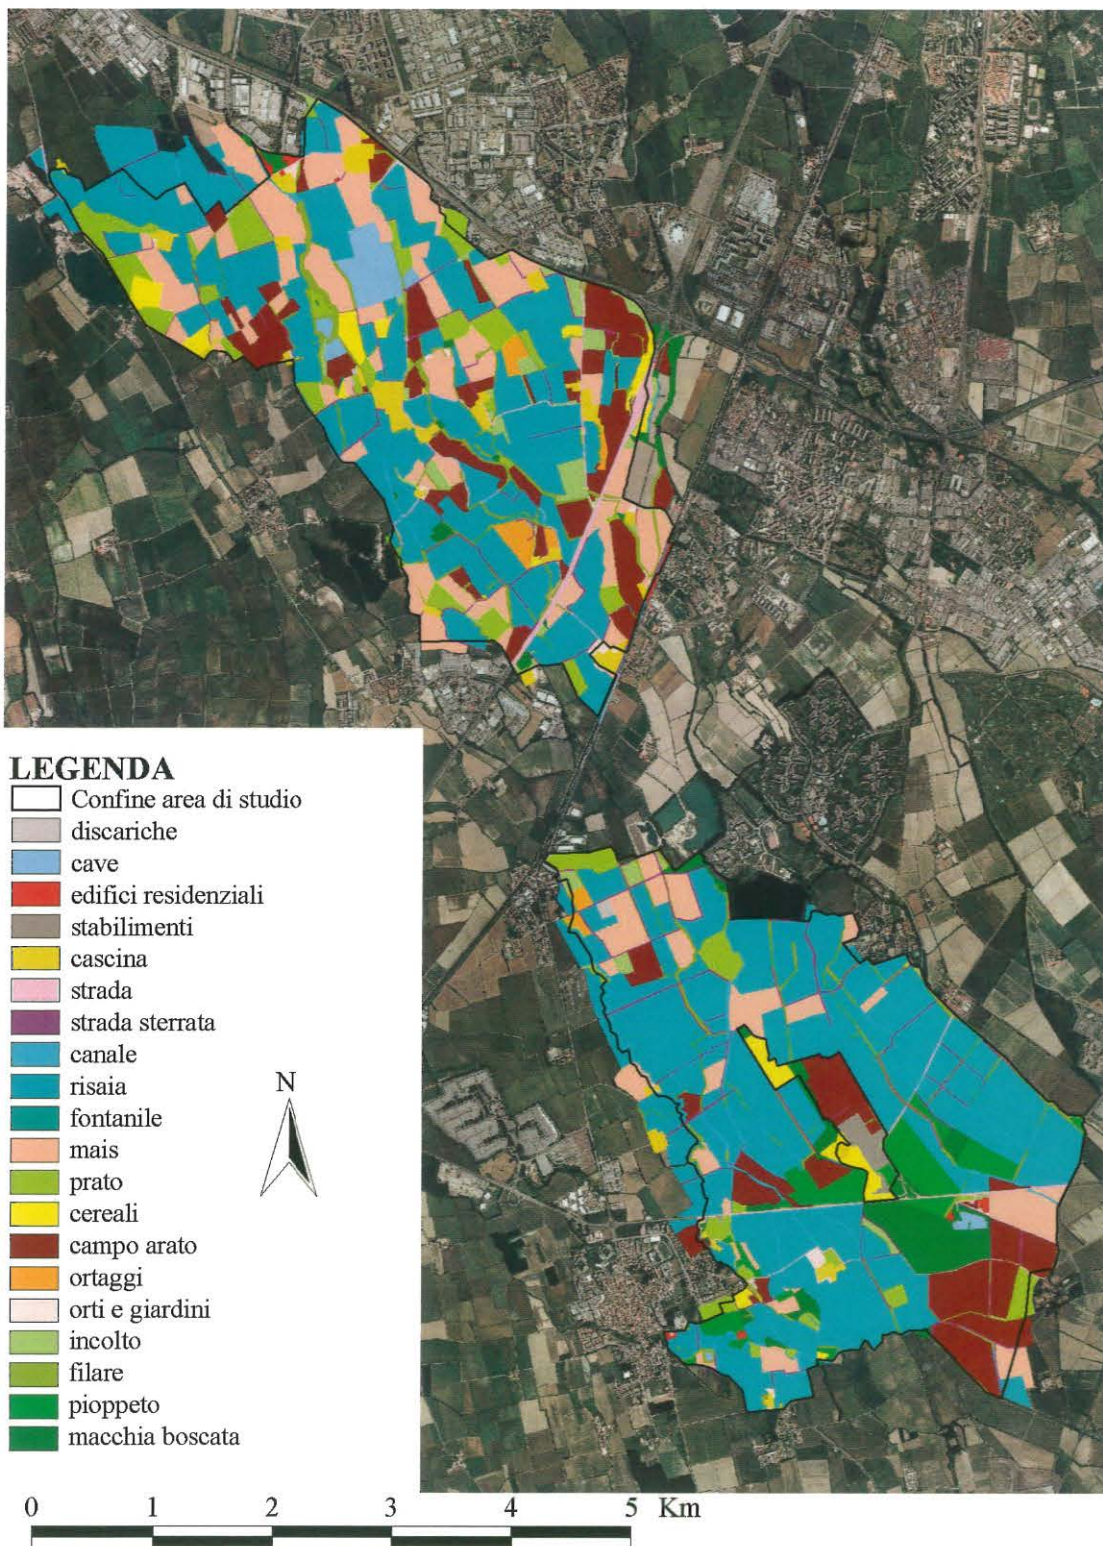 LEGENDA
Confine area di studio
discariche
cave
edifici residenziali
stabilimenti
cascina
strada
strada sterrata
canale
risaia
fontanile
mais
prato
cereali
campo arato
ortaggi
orti e giardini
incolto
filare
pioppeto
macchia boscata
N
0 1 2 3 4 5 Km